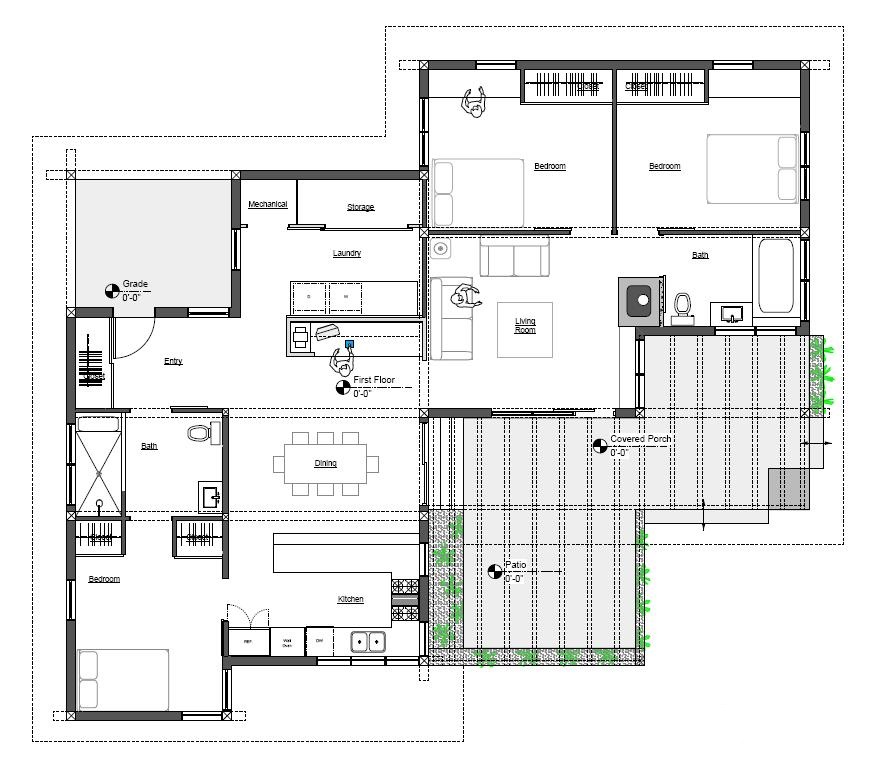 Closet
Closet
Bedroom
Bedroom
Mechanical
Storage
Laundry
Bath
Grade
0'-0"
D
W
Living
Room
Entry
Closet
First Floor
0'-0"
Bath
Dining
Covered Porch
0'-0"
Closet
Closet
Bedroom
Patio
0'-0"
Kitchen
REF.
Wall
Oven
DW